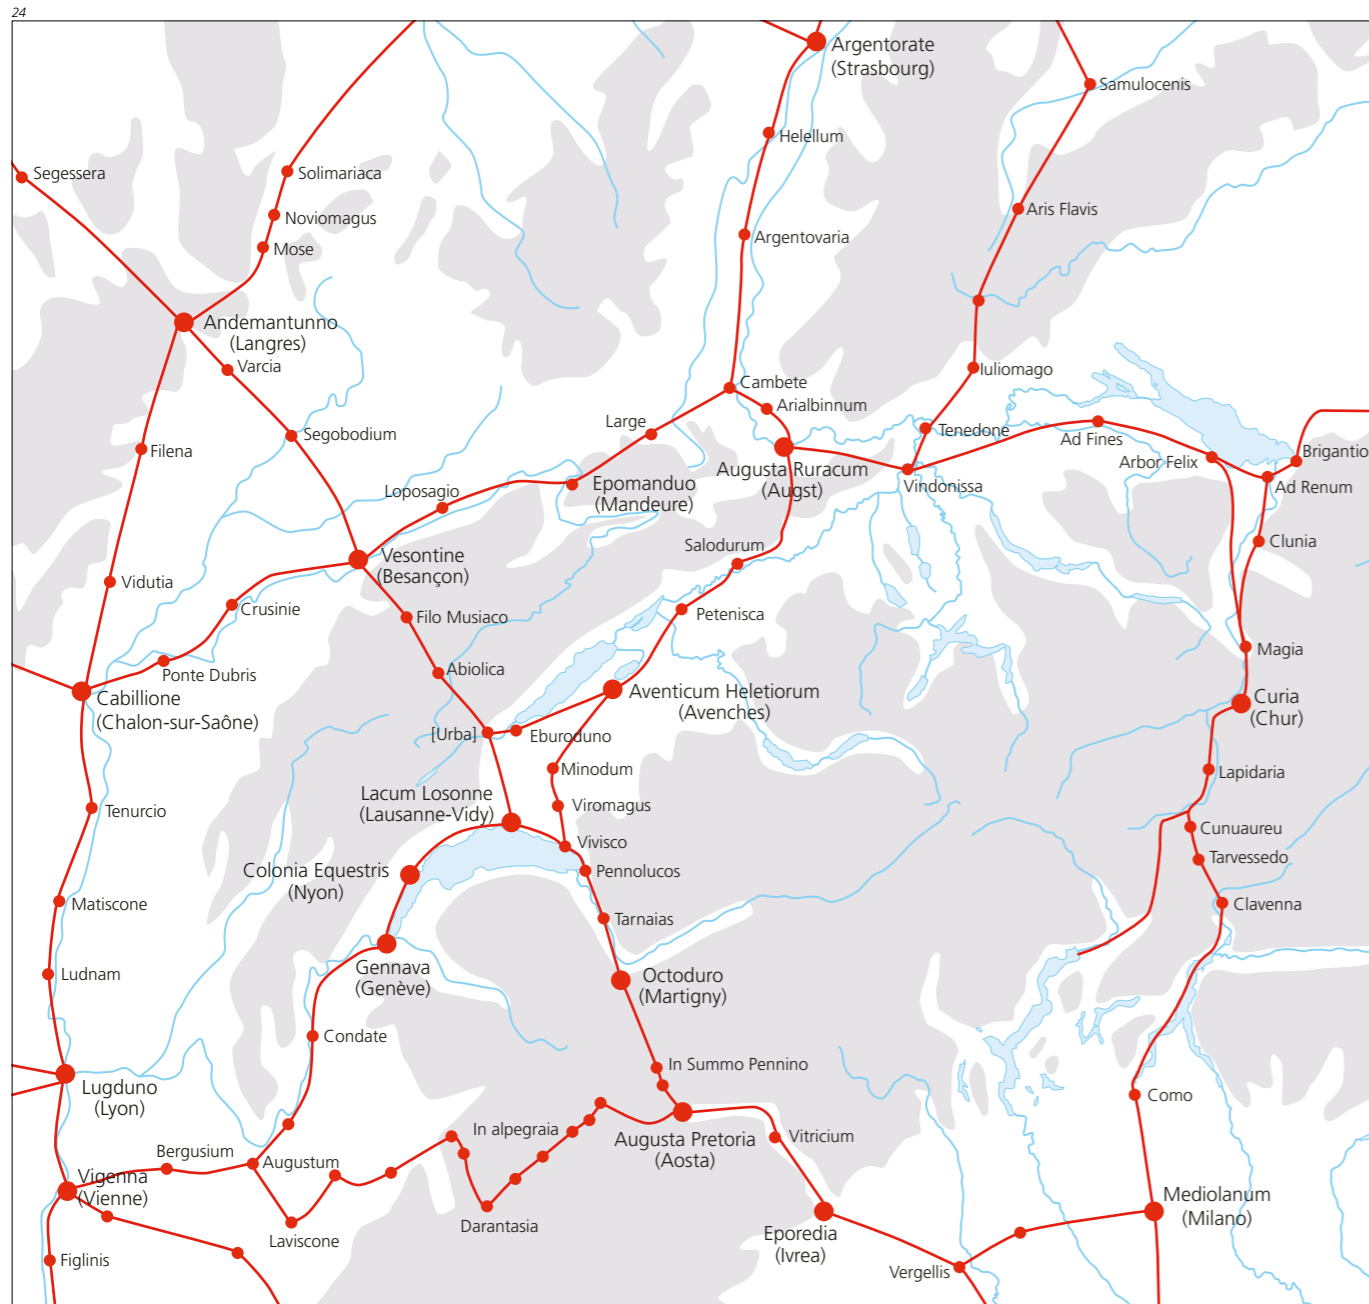 24
Argentorate
(Strasbourg)
Samulocenis
Helellum
Segessera
Solimariaca
Noviomagus
Aris Flavis
Argentovaria
Mose
Andemantunno
(Langres)
Varcia
Iuliomago
Cambete
Arialbinnum
Large
Segobodium
Tenedone
Ad Fines
Filena
Augusta Ruracum
(Augst)
Arbor Felix
Brigantio
Vindonissa
Ad Renum
Loposagio
Epomanduo
(Mandeure)
Salodurum
Clunia
Vesontine
(Besançon)
Vidutia
Crusinie
Filo Musiaco
Petenisca
Magia
Ponte Dubris
Abiolica
Cabillione
(Chalon-sur-Saône)
Aventicum Heletiorum
(Avenches)
Curia
(Chur)
[Urba]
Eburoduno
Minodum
Lapidaria
Lacum Losonne
(Lausanne-Vidy)
Viromagus
Tenurcio
Cunuaureu
Vivisco
Tarvessedo
Colonia Equestris
(Nyon)
Pennolucos
Matiscone
Clavenna
Tarnaias
Gennava
(Genève)
Ludnam
Octoduro
(Martigny)
Condate
In Summo Pennino
Lugduno
(Lyon)
Como
In alpegraia
Augusta Pretoria
(Aosta)
Vitricium
Bergusium
Augustum
Vigenna
(Vienne)
Darantasia
Mediolanum
(Milano)
Laviscone
Eporedia
(Ivrea)
Figlinis
Vergellis